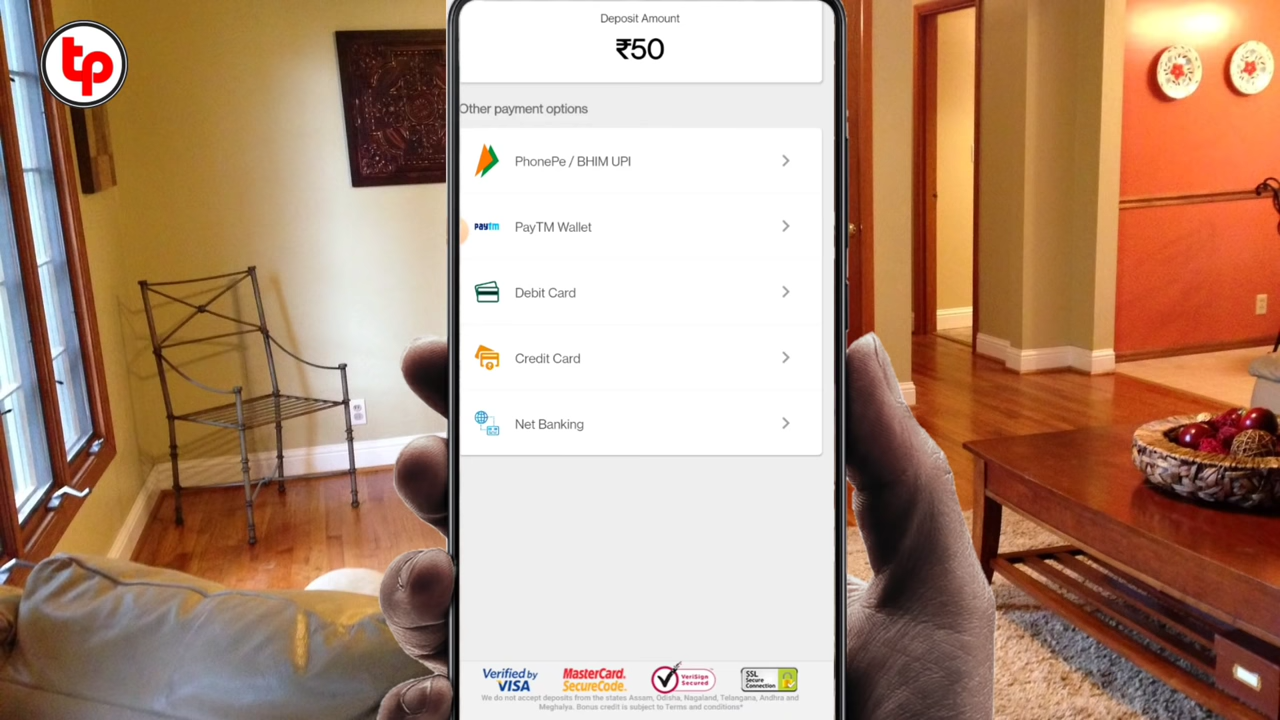 tp
Deposit Amount
₹50
Other payment options
PhonePe / BHIM UPI
PayTM Wallet
Debit Card
Credit Card
Net Banking
Verified by
VISA
MasterCard.
SecureCode.
VeriSign
Secured
SSL
Secure
Connection
We do not accept deposits from the states Assam, Odisha, Nagaland, Telangana, Andhra and
Meghalya. Bonus credit is subject to Terms and conditions*